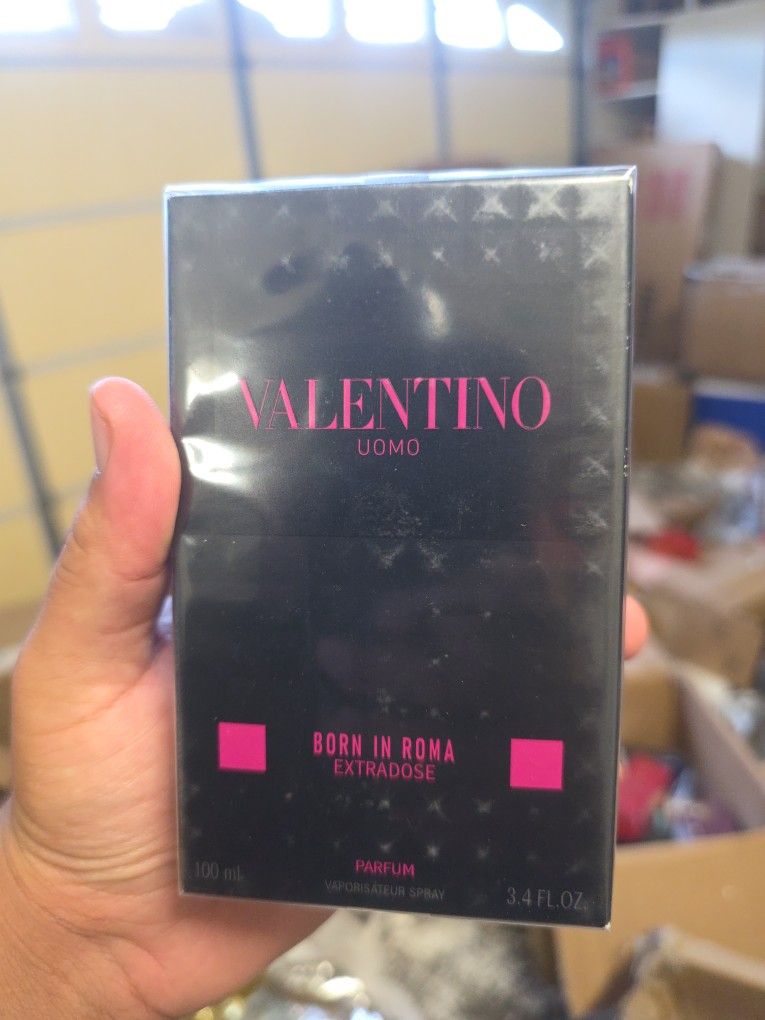 VALENTINO
UOMO
BORN IN ROMA
EXTRADOSE
PARFUM
VAPORISATEUR SPRAY
100 ml
3.4 FL.OZ.